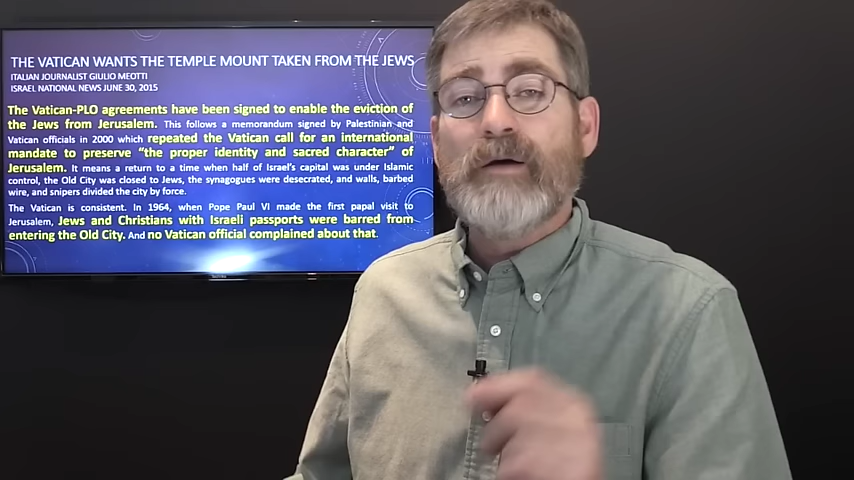 THE VATICAN WANTS THE TEMPLE MOUNT TAKEN FROM THE JEWS
ITALIAN JOURNALIST GIULIO MEOTTI
ISRAEL NATIONAL NEWS JUNE 30, 2015
The Vatican-PLO agreements have been signed to enable the eviction of
the Jews from Jerusalem. This follows a memorandum signed by Palestinian and
Vatican officials in 2000 which repeated the Vatican call for an international
mandate to preserve "the proper identity and sacred character" of
Jerusalem. It means a return to a time when half of Israel's capital was under Islamic
control, the Old City was closed to Jews, the synagogues were desecrated, and walls, barbed
wire, and snipers divided the city by force.
The Vatican is consistent. In 1964, when Pope Paul VI made the first papal visit to
Jerusalem, Jews and Christians with Israeli passports were barred from
entering the Old City. And no Vatican official complained about that.